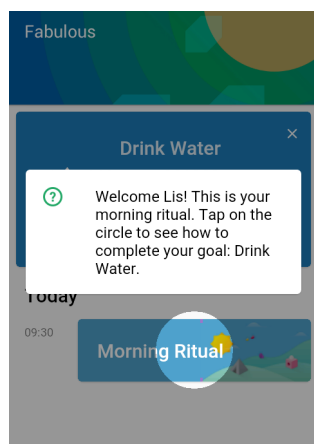 Fabulous
Drink Water
Welcome Lis! This is your
morning ritual. Tap on the
circle to see how to
complete your goal: Drink
Water.
Today
09:30
Morning Ritual